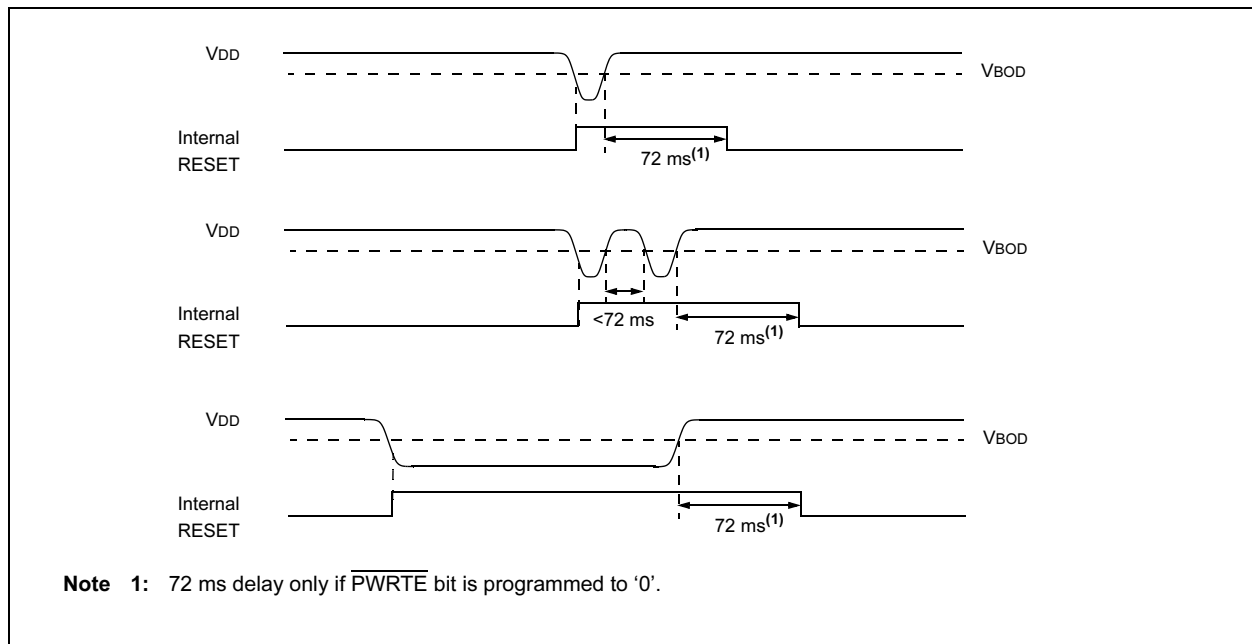 VDD
VBOD
Internal
RESET
72 ms(1)
VDD
VBOD
Internal
RESET
<72 ms
72 ms(1)
VDD
VBOD
Internal
RESET
72 ms(1)
Note 1: 72 ms delay only if PWRTE bit is programmed to ‘0’.